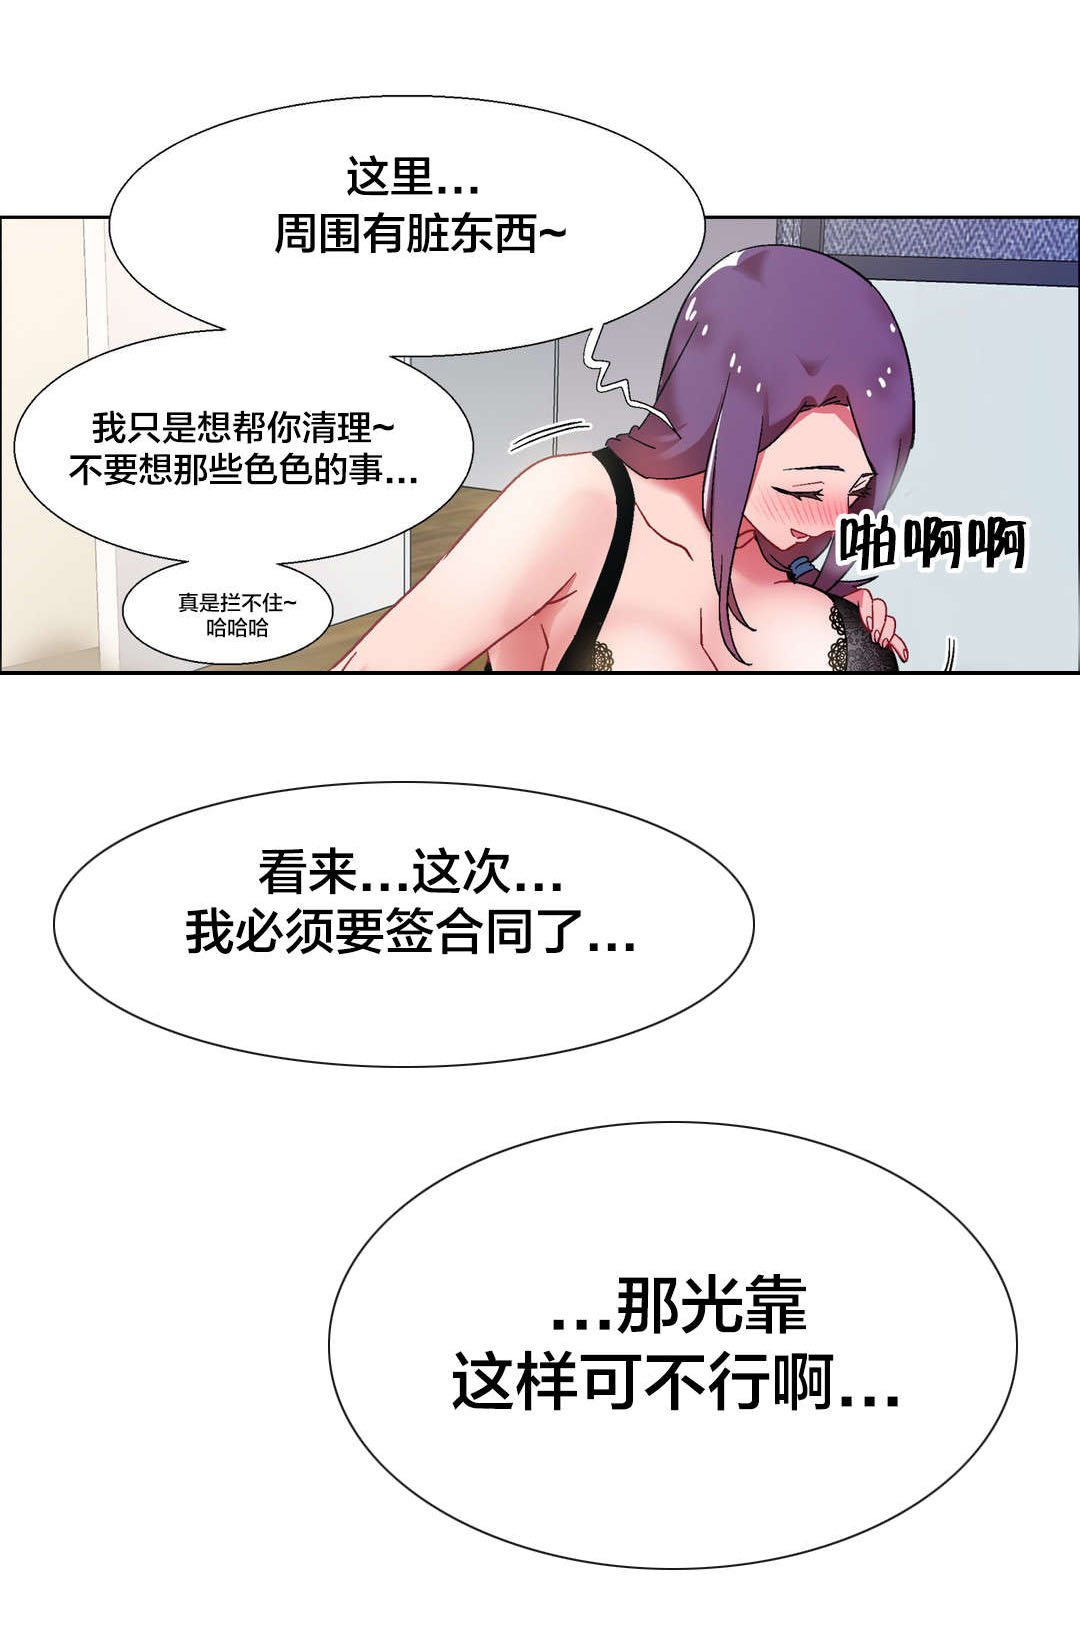 这里...
周围有脏东西~
我只是想帮你清理~
不要想那些色色的事...
真是拦不住~
哈哈哈
啪啊啊
看来...这次...
我必须要签合同了...
...那光靠
这样可不行啊...